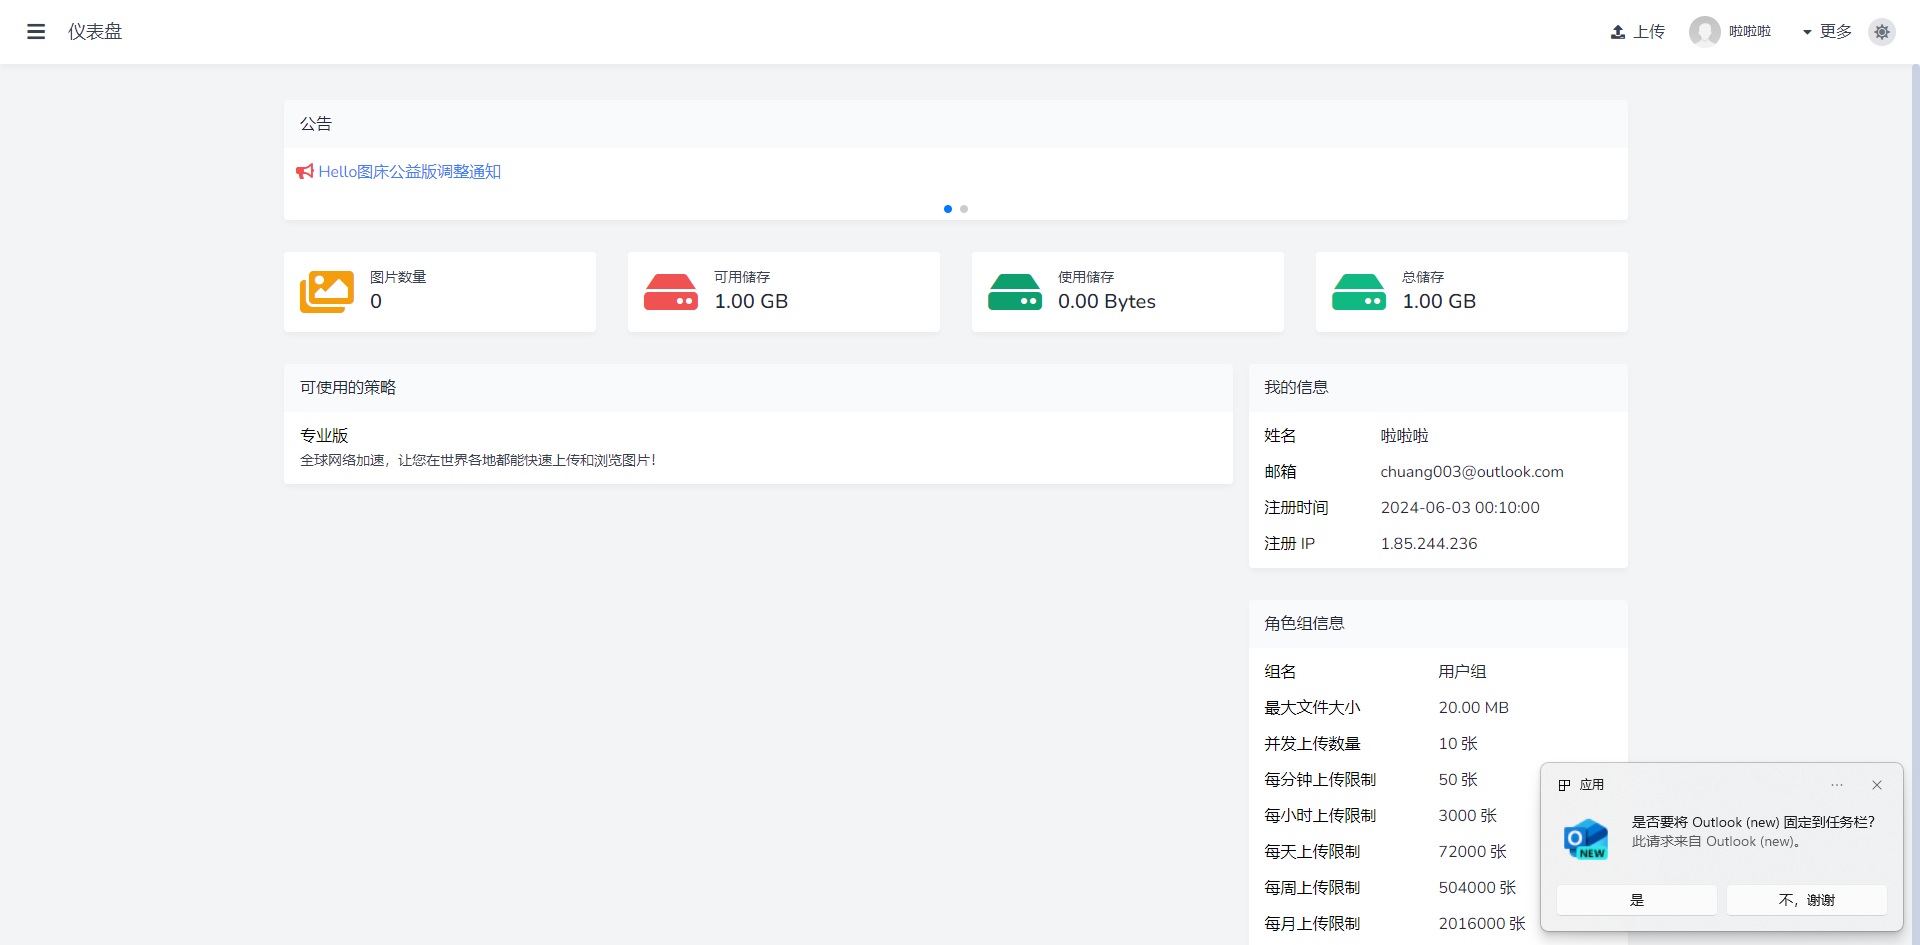 仪表盘
上传
啦啦啦
更多
公告
Hello图床公益版调整通知
图片数量
0
可用储存
1.00 GB
使用储存
0.00 Bytes
总储存
1.00 GB
可使用的策略
专业版
全球网络加速，让您在世界各地都能快速上传和浏览图片！
我的信息
姓名 啦啦啦
邮箱 chuang003@outlook.com
注册时间 2024-06-03 00:10:00
注册 IP 1.85.244.236
角色组信息
组名 用户组
最大文件大小 20.00 MB
并发上传数量 10 张
每分钟上传限制 50 张
每小时上传限制 3000 张
每天上传限制 72000 张
每周上传限制 504000 张
每月上传限制 2016000 张
应用
是否要将 Outlook (new) 固定到任务栏?
此请求来自 Outlook (new)。
NEW
是
不，谢谢